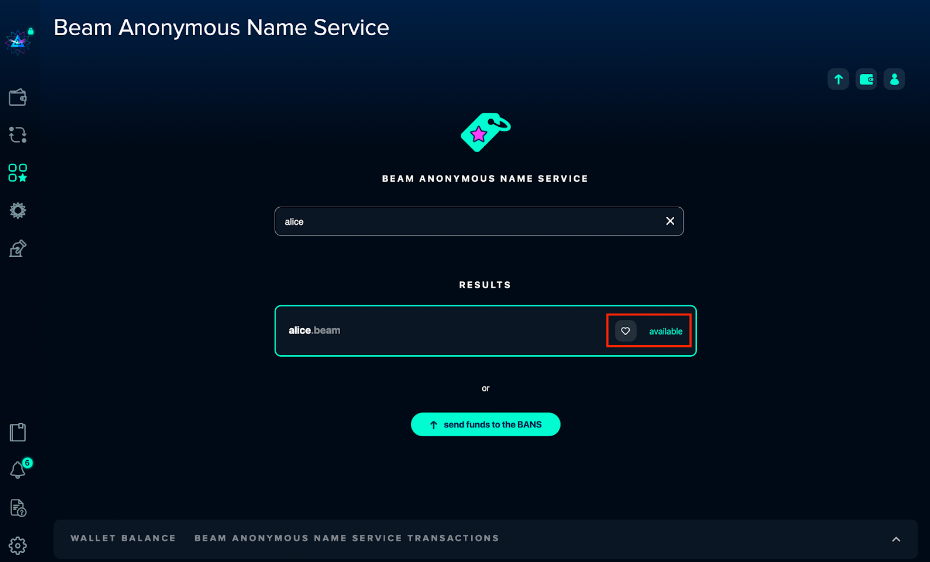 Beam Anonymous Name Service
BEAM ANONYMOUS NAME SERVICE
alice
RESULTS
alice.beam
available
or
send funds to the BANS
6
WALLET BALANCE BEAM ANONYMOUS NAME SERVICE TRANSACTIONS